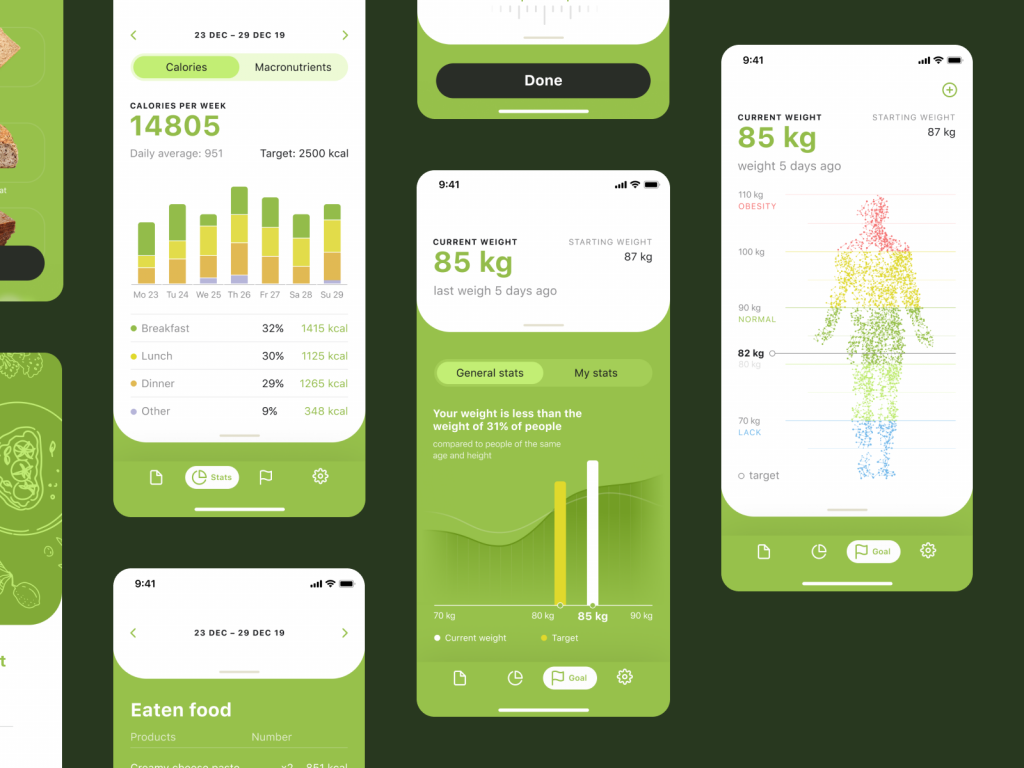 at
t
23 DEC – 29 DEC 19
Calories
Macronutrients
CALORIES PER WEEK
14805
Daily average: 951
Target: 2500 kcal
Mo 23
Tu 24
We 25
Th 26
Fr 27
Sa 28
Su 29
Breakfast 32% 1415 kcal
Lunch 30% 1125 kcal
Dinner 29% 1265 kcal
Other 9% 348 kcal
Stats
9:41
23 DEC – 29 DEC 19
Eaten food
Products Number
Creamy cheese paste x2 851 kcal
Done
9:41
CURRENT WEIGHT
85 kg
last weigh 5 days ago
STARTING WEIGHT
87 kg
General stats
My stats
Your weight is less than the
weight of 31% of people
compared to people of the same
age and height
70 kg
80 kg
85 kg
90 kg
Current weight
Target
Goal
9:41
CURRENT WEIGHT
85 kg
weight 5 days ago
STARTING WEIGHT
87 kg
110 kg
OBESITY
100 kg
90 kg
NORMAL
82 kg
80 kg
70 kg
LACK
target
Goal